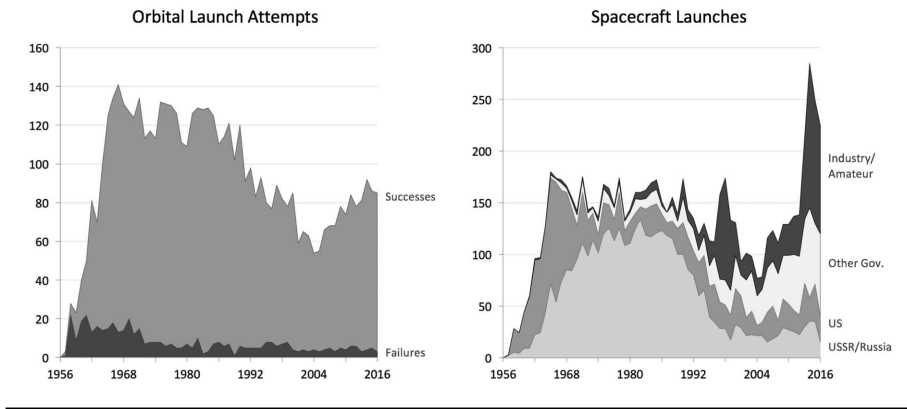 Orbital Launch Attempts
160
140
120
100
80
60
40
20
0
1956 1968 1980 1992 2004 2016
Successes
Failures
Spacecraft Launches
300
250
200
150
100
50
0
1956 1968 1980 1992 2004 2016
Industry/
Amateur
Other Gov.
US
USSR/Russia